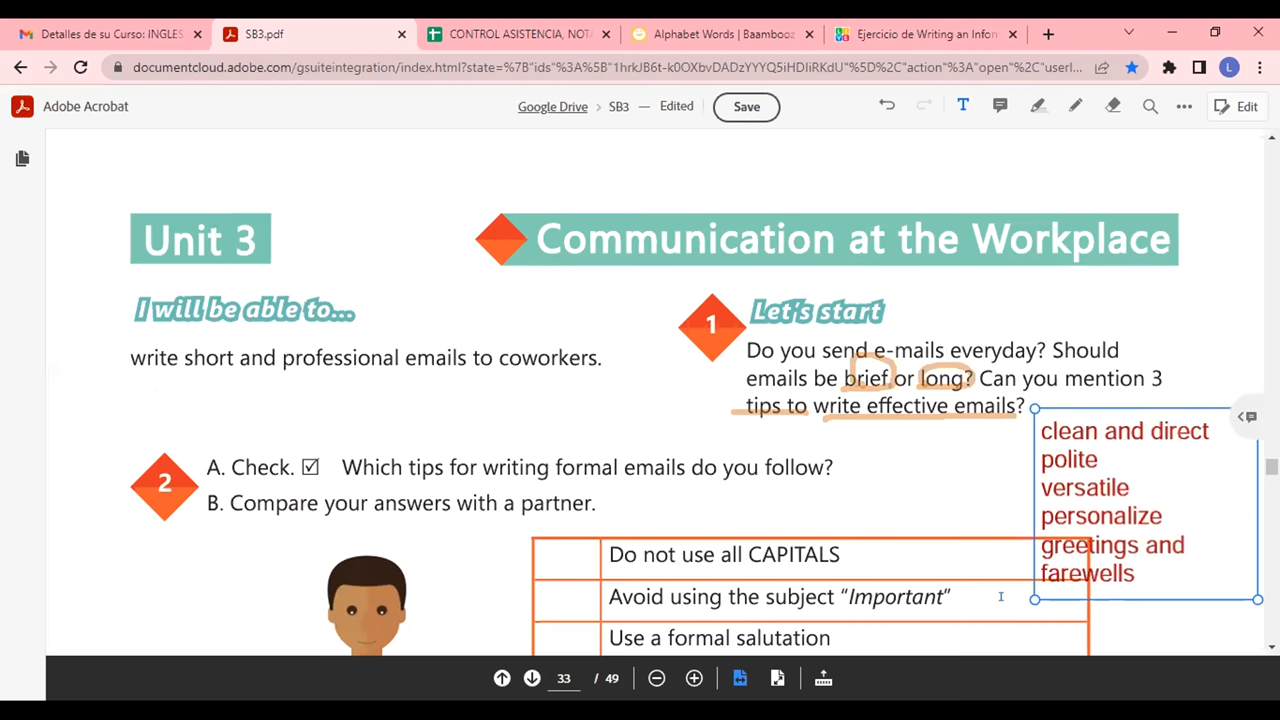 Detalles de su Curso: INGLES
SB3.pdf
CONTROL ASISTENCIA, NOTA
Alphabet Words | Baambooz
Ejercicio de Writing an Infor
documentcloud.adobe.com/gsuiteintegration/index.html?state=%7B"ids"%3A%5B"1hrkJB6t-k0OXbvDADzYYYQ5iHDIiRKdU"%5D%2C"action"%3A"open"%2C"userI...
L
Adobe Acrobat
Google Drive > SB3 — Edited
Save
T
Edit
Unit 3
Communication at the Workplace
I will be able to...
write short and professional emails to coworkers.
1
Let's start
Do you send e-mails everyday? Should
emails be brief or long? Can you mention 3
tips to write effective emails?
clean and direct
polite
versatile
personalize
greetings and
farewells
2
A. Check. ☑ Which tips for writing formal emails do you follow?
B. Compare your answers with a partner.
Do not use all CAPITALS
Avoid using the subject “Important”
Use a formal salutation
33 / 49